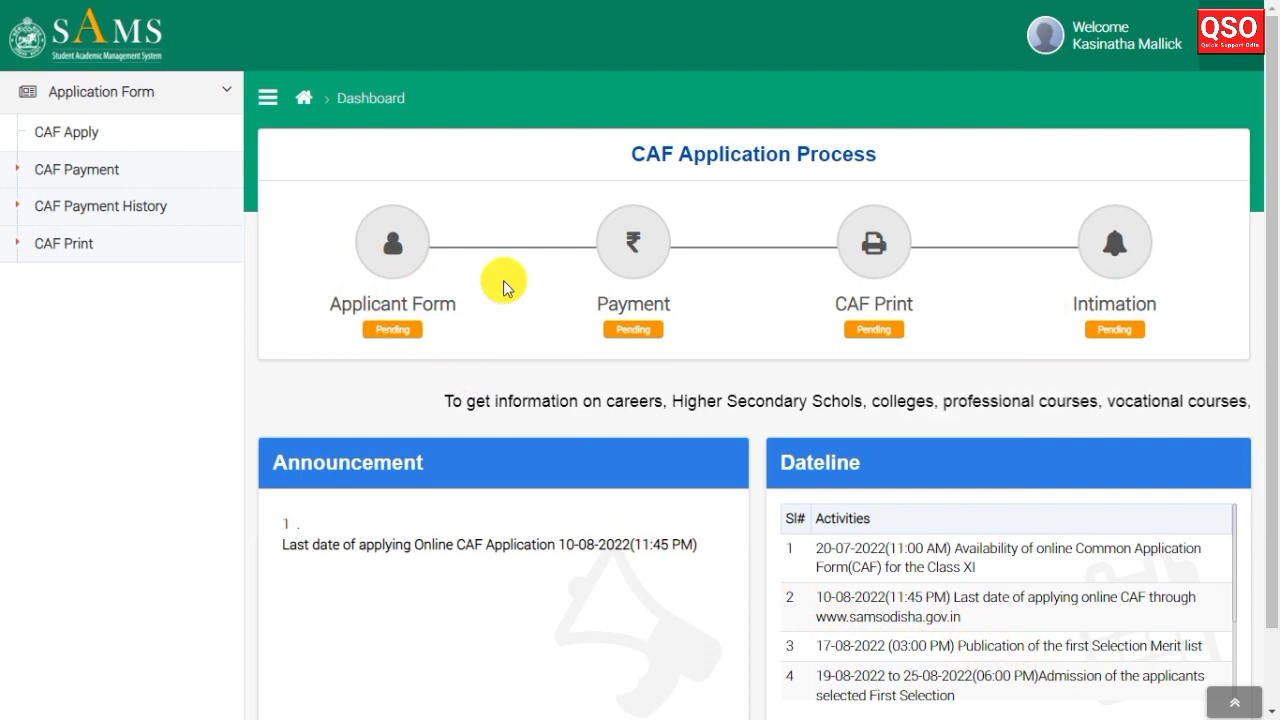 SAMS
Student Academic Management System
Welcome
Kasinatha Mallick
QSO
Quick Support Odia
Application Form
CAF Apply
CAF Payment
CAF Payment History
CAF Print
Dashboard
CAF Application Process
₹
Applicant Form
Payment
CAF Print
Intimation
Pending
Pending
Pending
Pending
To get information on careers, Higher Secondary Schols, colleges, professional courses, vocational courses,
Announcement
1 .
Last date of applying Online CAF Application 10-08-2022(11:45 PM)
Dateline
Sl# Activities
1 20-07-2022(11:00 AM) Availability of online Common Application
Form(CAF) for the Class XI
2 10-08-2022(11:45 PM) Last date of applying online CAF through
www.samsodisha.gov.in
3 17-08-2022 (03:00 PM) Publication of the first Selection Merit list
4 19-08-2022 to 25-08-2022(06:00 PM)Admission of the applicants
selected First Selection